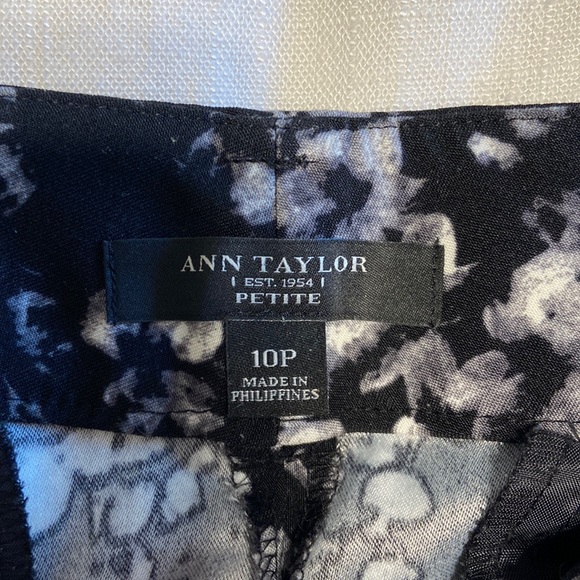 ANN TAYLOR
EST. 1954
PETITE
10P
MADE IN
PHILIPPINES